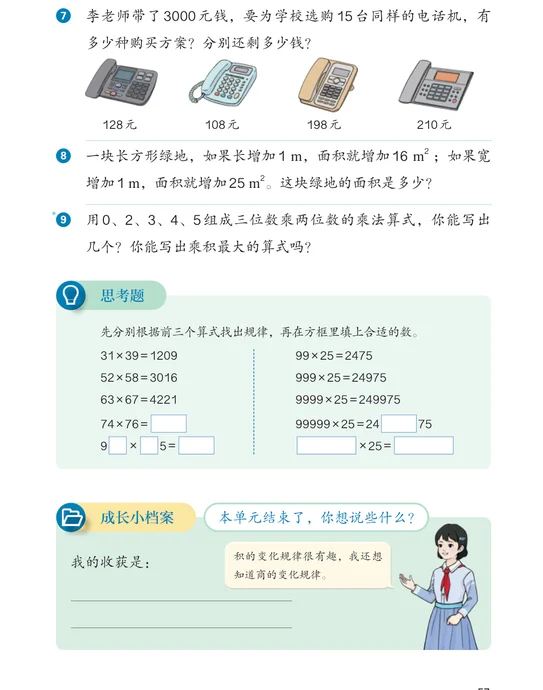 7 李老师带了3000元钱，要为学校选购15台同样的电话机，有
多少种购买方案？分别还剩多少钱？
128元 108元 198元 210元
8 一块长方形绿地，如果长增加1 m，面积就增加16 m²；如果宽
增加1 m，面积就增加25 m²。这块绿地的面积是多少？
*9 用0、2、3、4、5组成三位数乘两位数的乘法算式，你能写出
几个？你能写出乘积最大的算式吗？
思考题
先分别根据前三个算式找出规律，再在方框里填上合适的数。
31×39=1209
52×58=3016
63×67=4221
74×76=
9 × 5=
99×25=2475
999×25=24975
9999×25=249975
99999×25=24 75
×25=
成长小档案
本单元结束了，你想说些什么？
我的收获是：
积的变化规律很有趣，我还想
知道商的变化规律。